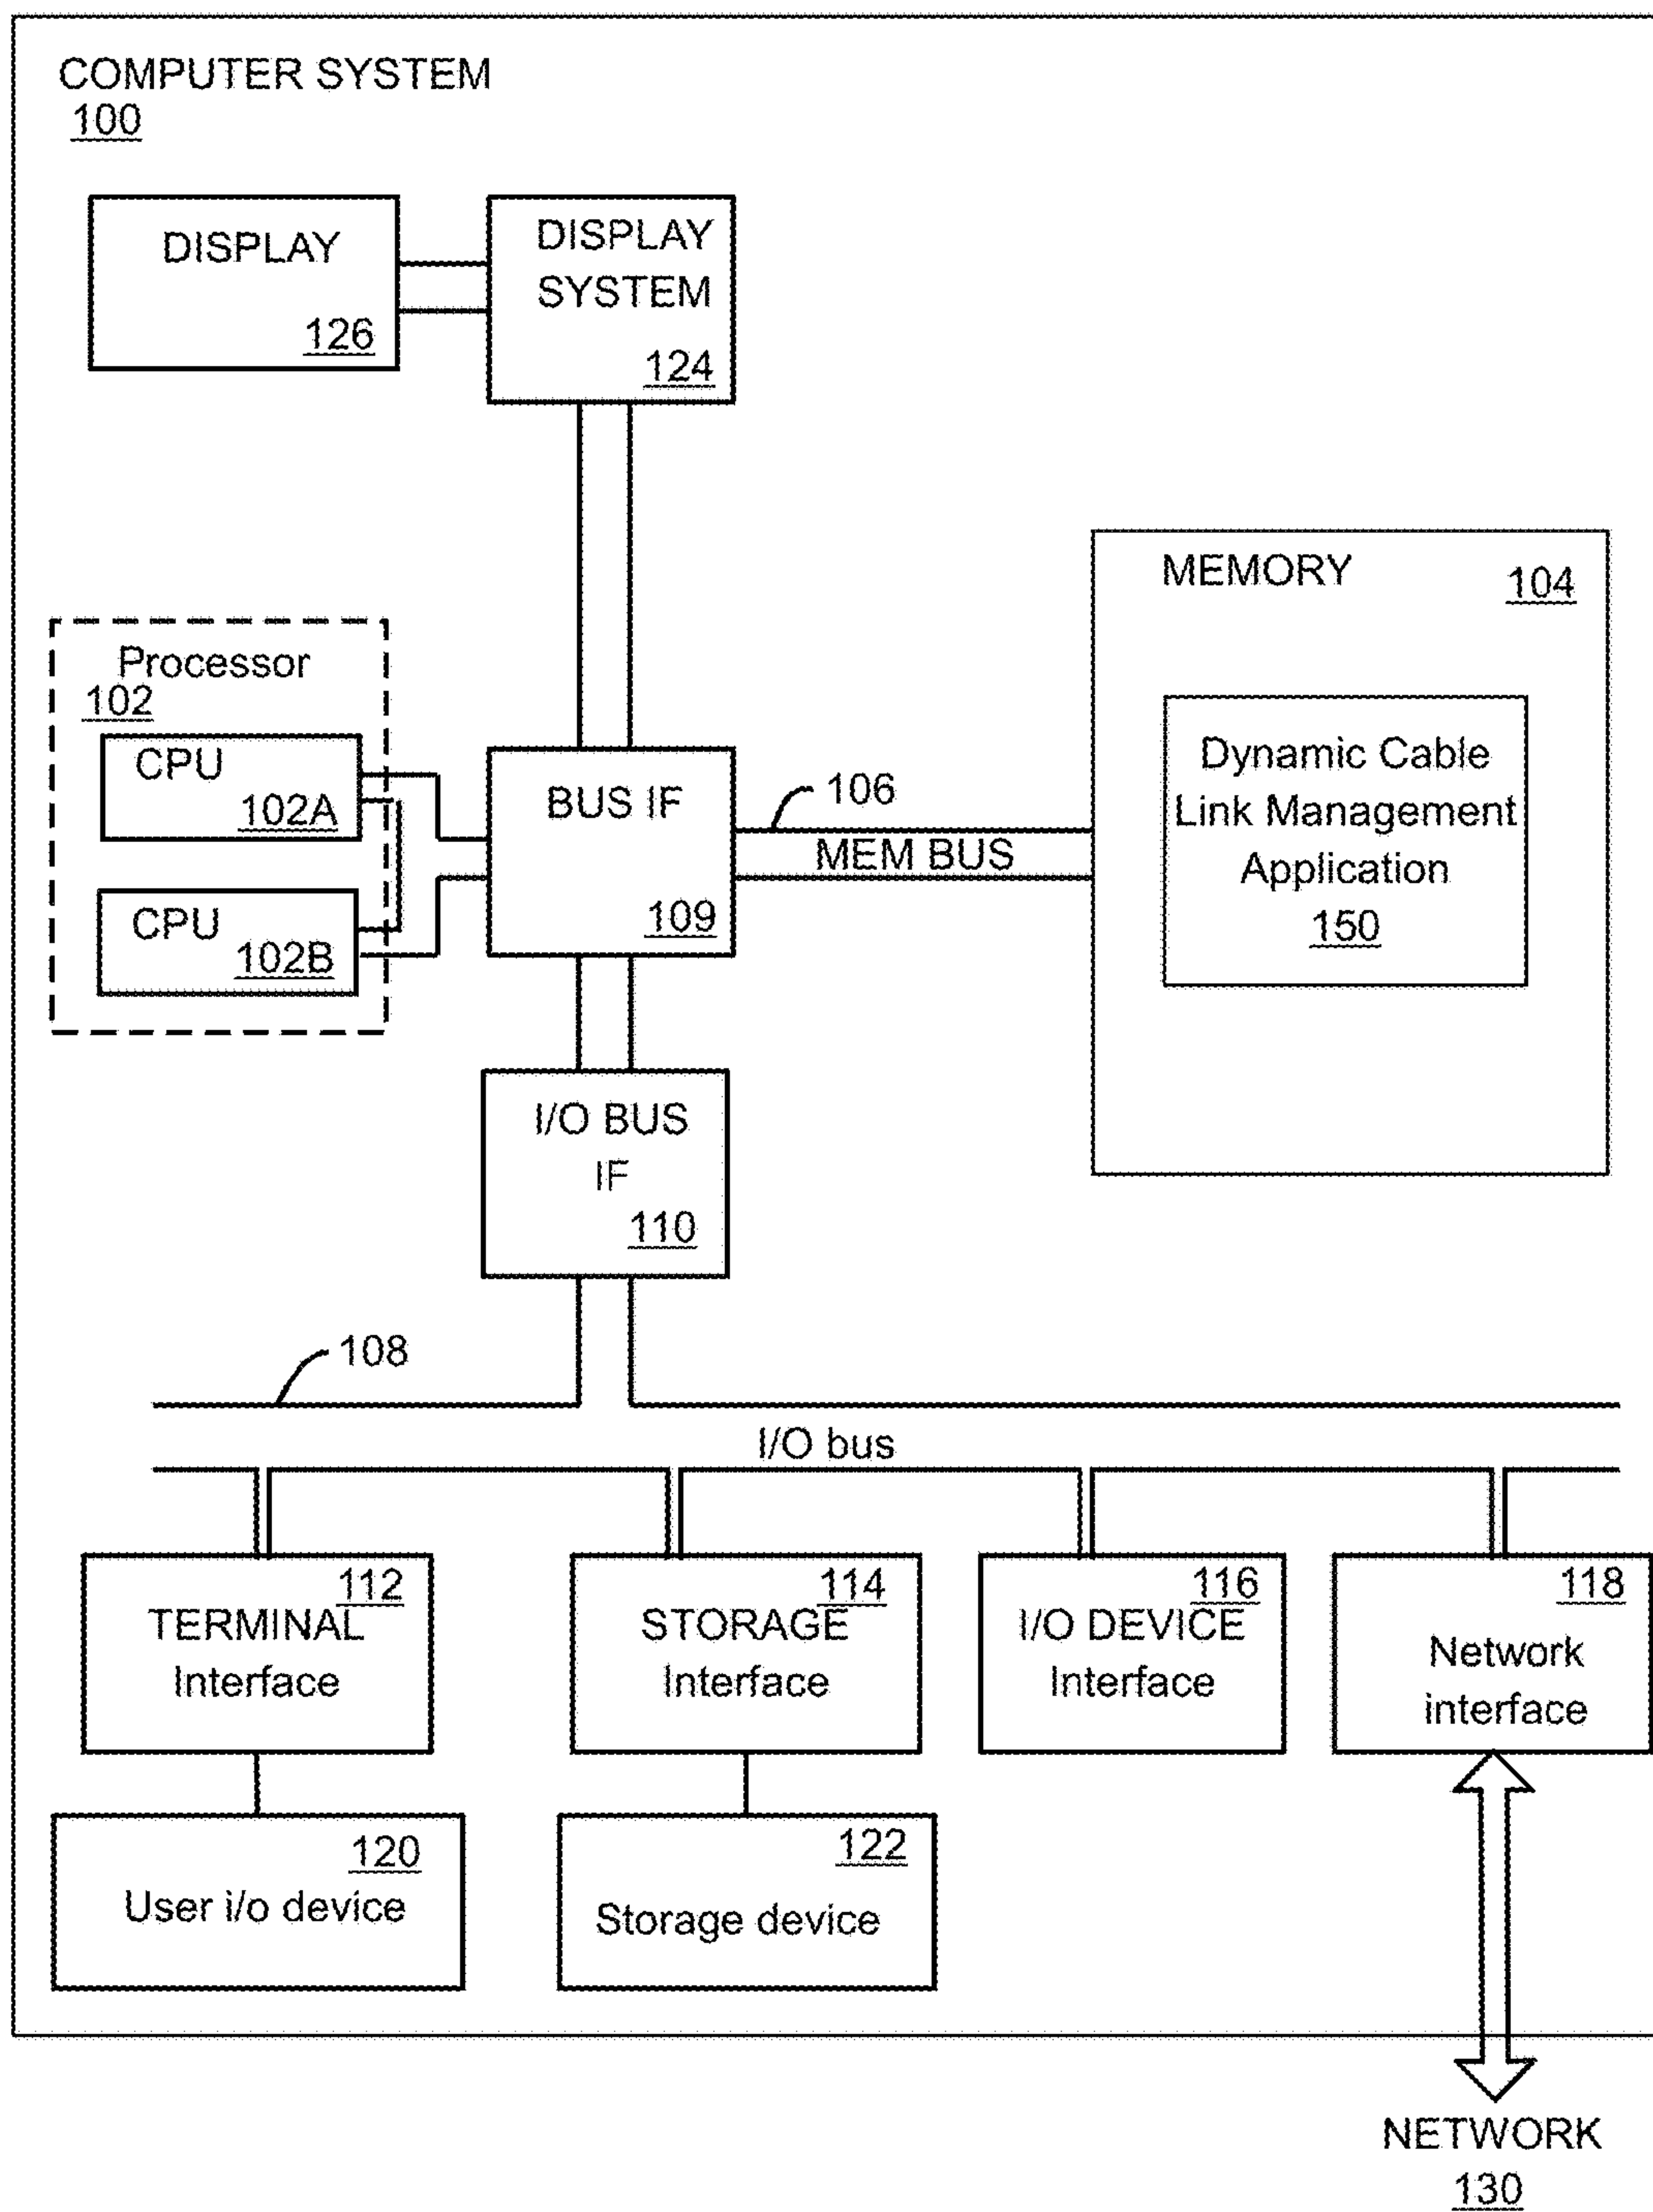 COMPUTER SYSTEM
100
DISPLAY
126
DISPLAY
SYSTEM
124
MEMORY
104
Dynamic Cable
Link Management
Application
150
Processor
102
CPU
102A
CPU
102B
BUS IF
109
106
MEM BUS
I/O BUS
IF
110
108
I/O bus
112
TERMINAL
Interface
114
STORAGE
Interface
116
I/O DEVICE
Interface
118
Network
interface
120
User i/o device
122
Storage device
NETWORK
130